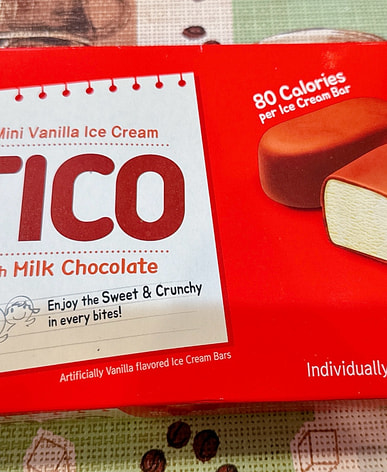 Mini Vanilla Ice Cream
TICO
Milk Chocolate
Enjoy the Sweet & Crunchy
in every bites!
Artificially Vanilla flavored Ice Cream Bars
80 Calories
per Ice Cream Bar
Individually